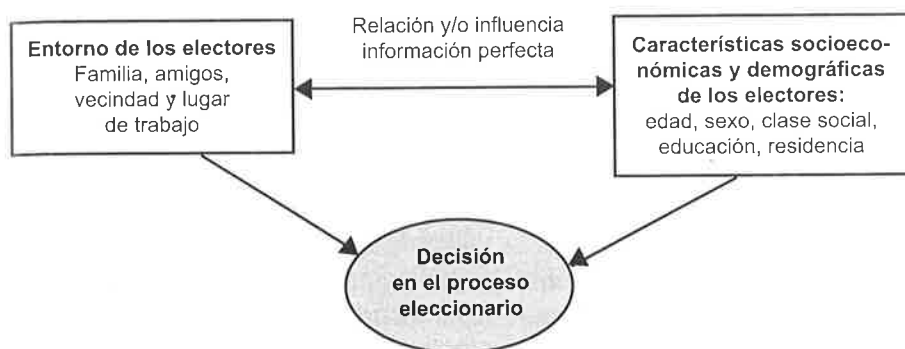 Entorno de los electores
Familia, amigos,
vecindad y lugar
de trabajo
Relación y/o influencia
información perfecta
Características socioeco-
nómicas y demográficas
de los electores:
edad, sexo, clase social,
educación, residencia
Decisión
en el proceso
eleccionario